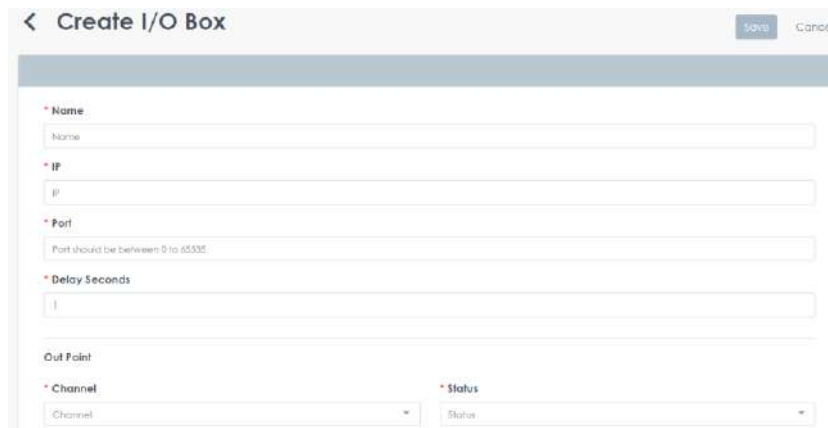 Create I/O Box
Save Cance
* Name
Name
* IP
IP
* Port
Port should be between 0 to 65535
* Delay Seconds
1
Out Point
* Channel * Status
Channel Status